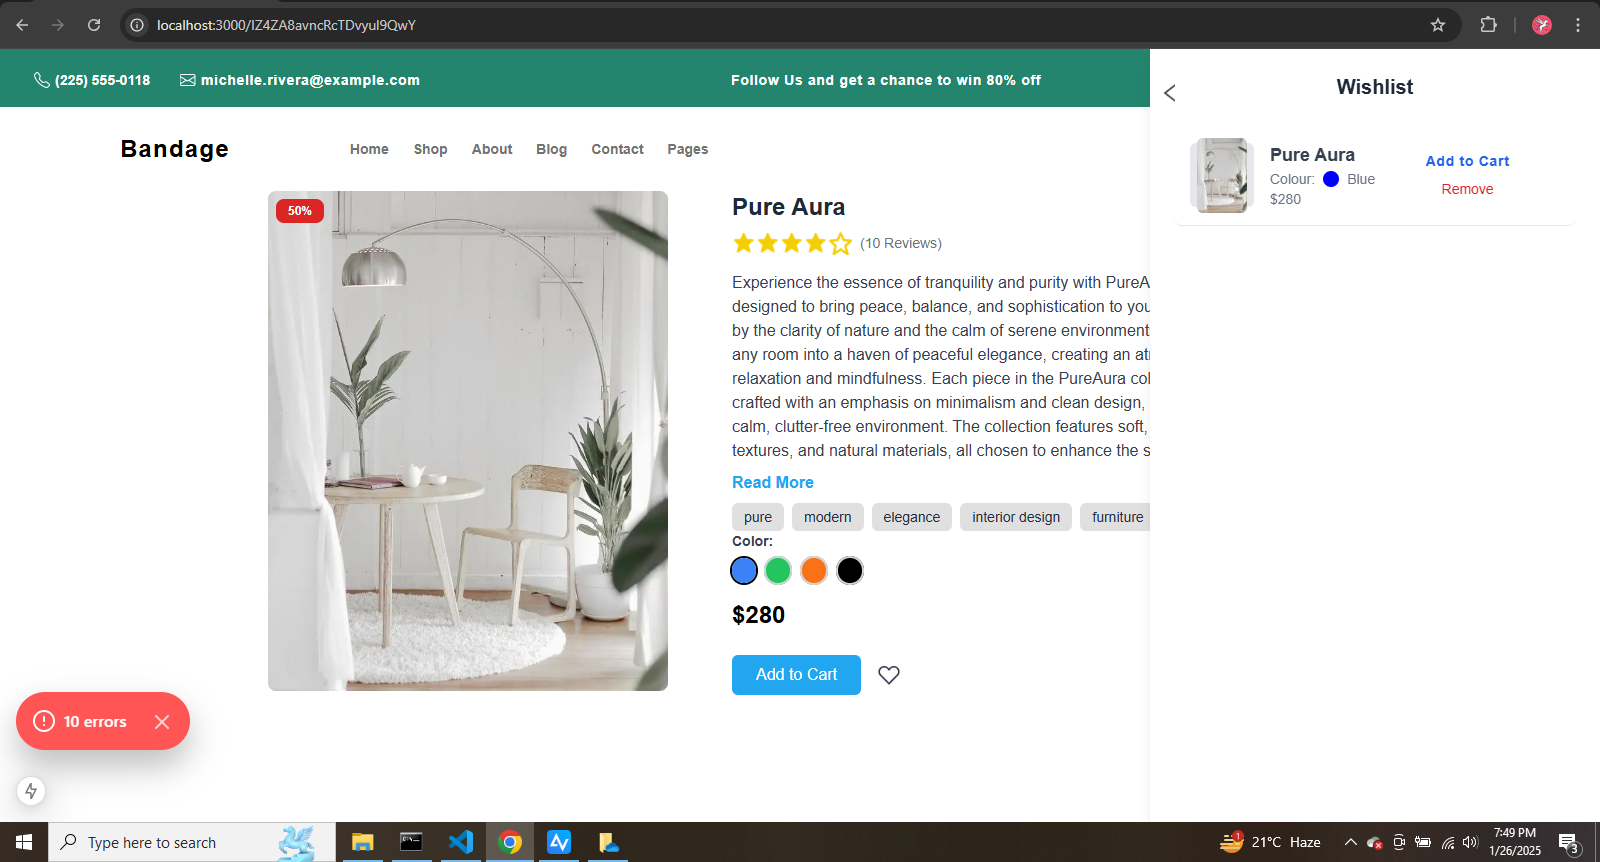 localhost:3000/IZ4ZA8avncRcTDvyul9QwY
(225) 555-0118
michelle.rivera@example.com
Follow Us and get a chance to win 80% off
Bandage
Home
Shop
About
Blog
Contact
Pages
50%
Pure Aura
(10 Reviews)
Experience the essence of tranquility and purity with PureA
designed to bring peace, balance, and sophistication to you
by the clarity of nature and the calm of serene environment
any room into a haven of peaceful elegance, creating an at
relaxation and mindfulness. Each piece in the PureAura col
crafted with an emphasis on minimalism and clean design,
calm, clutter-free environment. The collection features soft,
textures, and natural materials, all chosen to enhance the s
Read More
pure
modern
elegance
interior design
furniture
Color:
$280
Add to Cart
Wishlist
Pure Aura
Colour: Blue
$280
Add to Cart
Remove
10 errors
Type here to search
1
21°C Haze
7:49 PM
1/26/2025
3